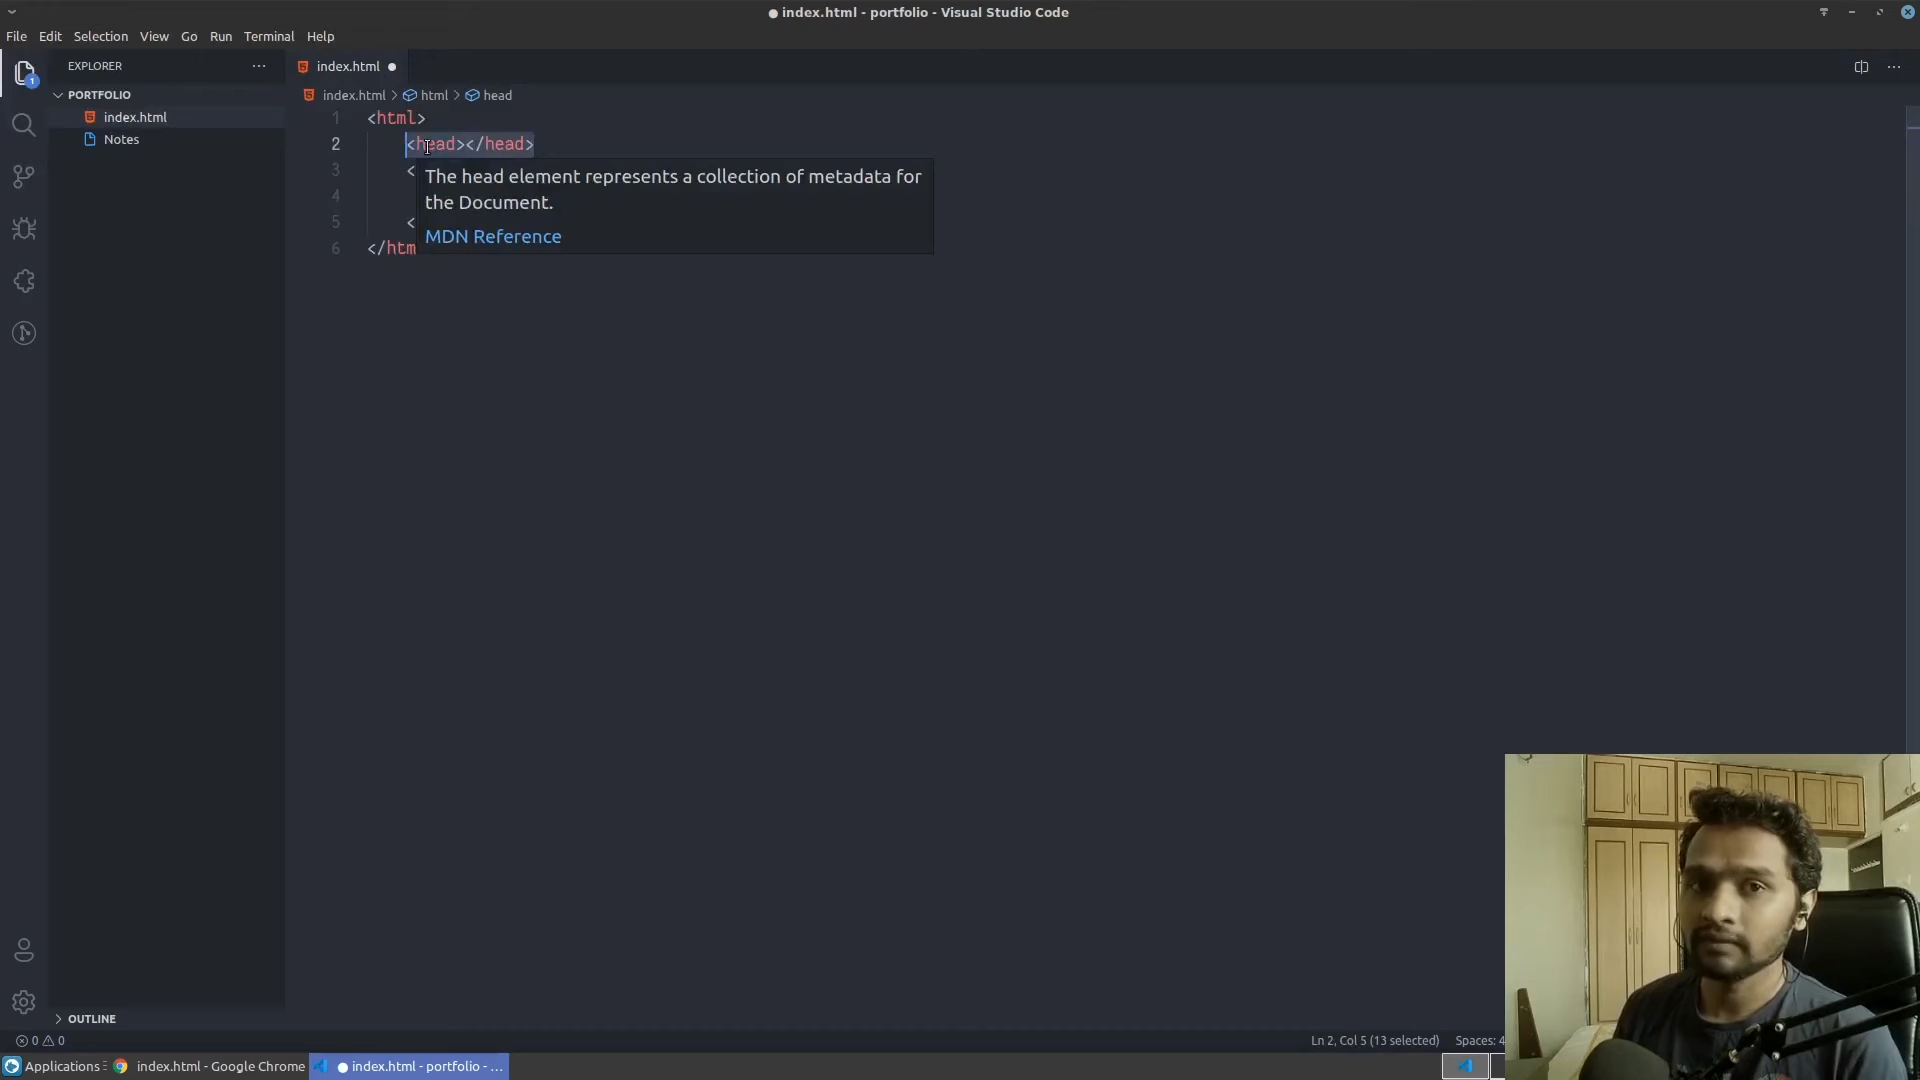 index.html - portfolio - Visual Studio Code
File Edit Selection View Go Run Terminal Help
EXPLORER
index.html
PORTFOLIO
index.html > html > head
index.html
Notes
1 <html>
2 <head></head>
3 <
4
5 <
6 </htm
The head element represents a collection of metadata for
the Document.
MDN Reference
1
OUTLINE
0 0
Ln 2, Col 5 (13 selected) Spaces: 4
Applications index.html - Google Chrome index.html - portfolio - ...